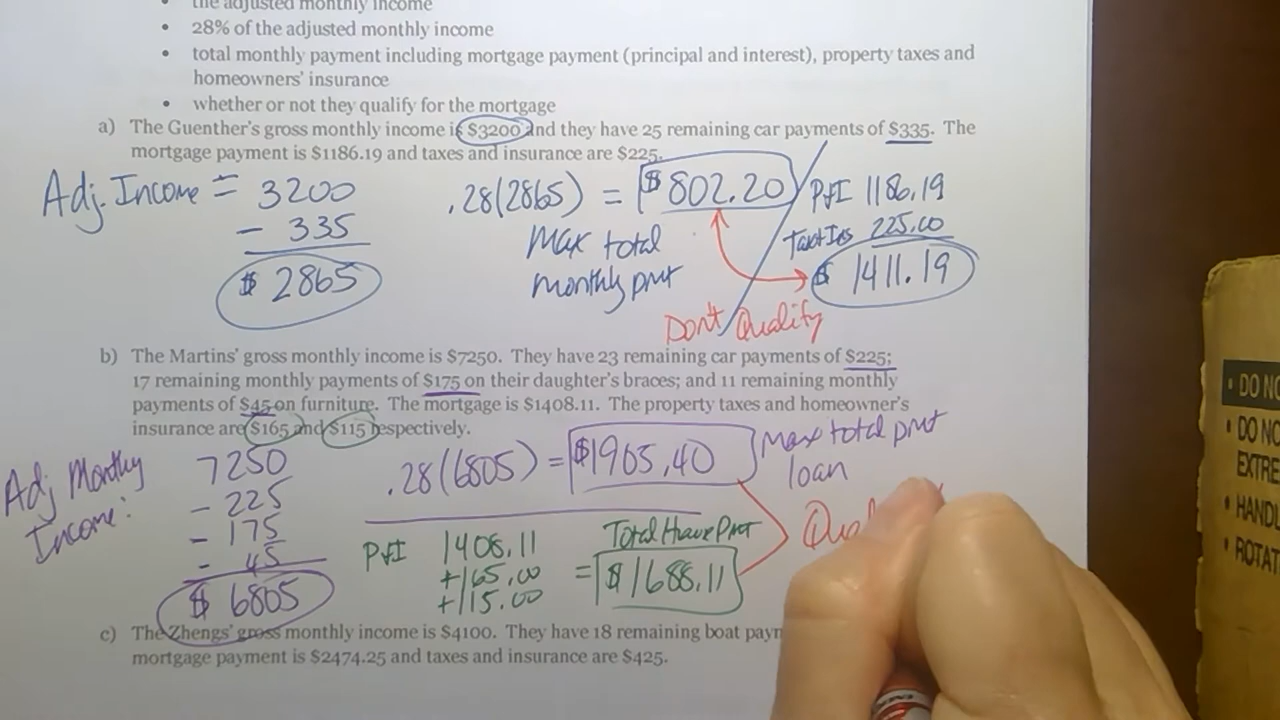 the adjusted monthly income
• 28% of the adjusted monthly income
• total monthly payment including mortgage payment (principal and interest), property taxes and
homeowners' insurance
• whether or not they qualify for the mortgage
a) The Guenther's gross monthly income is $3200 and they have 25 remaining car payments of $335. The
mortgage payment is $1186.19 and taxes and insurance are $225.
Adj. Income = 3200
- 335
$ 2865
.28(2865) = $802.20
Max total
monthly pmt
P&I 1186.19
Tax+Ins 225.00
$ 1411.19
Don't Qualify
b) The Martins' gross monthly income is $7250. They have 23 remaining car payments of $225;
17 remaining monthly payments of $175 on their daughter's braces; and 11 remaining monthly
payments of $45 on furniture. The mortgage is $1408.11. The property taxes and homeowner's
insurance are $165 and $115 respectively.
Adj Monthly
Income:
7250
- 225
- 175
- 45
$ 6805
.28(6805) = $1905.40
Max total pmt
loan
P&I 1408.11
+165.00
+115.00
Total House Pmt
= $1688.11
Qual
c) The Zhengs' gross monthly income is $4100. They have 18 remaining boat
mortgage payment is $2474.25 and taxes and insurance are $425.
• DO NO
• DO NO
EXTRE
• HANDL
• ROTAT